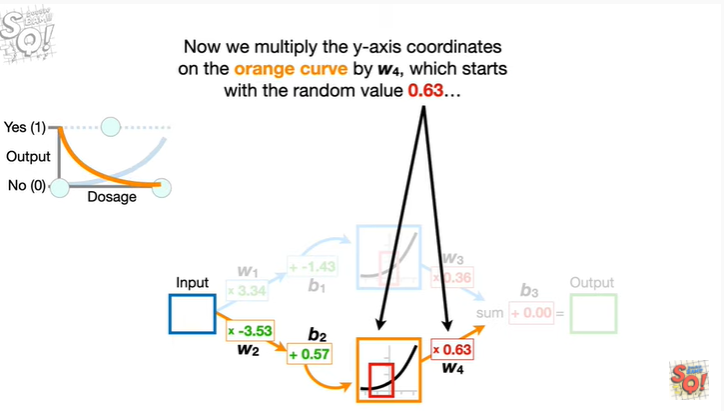 Now we multiply the y-axis coordinates
on the orange curve by w4, which starts
with the random value 0.63...
Yes (1)
Output
No (0)
Dosage
Input
W1
x 3.34
+ -1.43
b1
W3
x 0.36
x -3.53
W2
b2
+ 0.57
x 0.63
W4
sum
b3
+ 0.00 =
Output
SQ!
SQ!